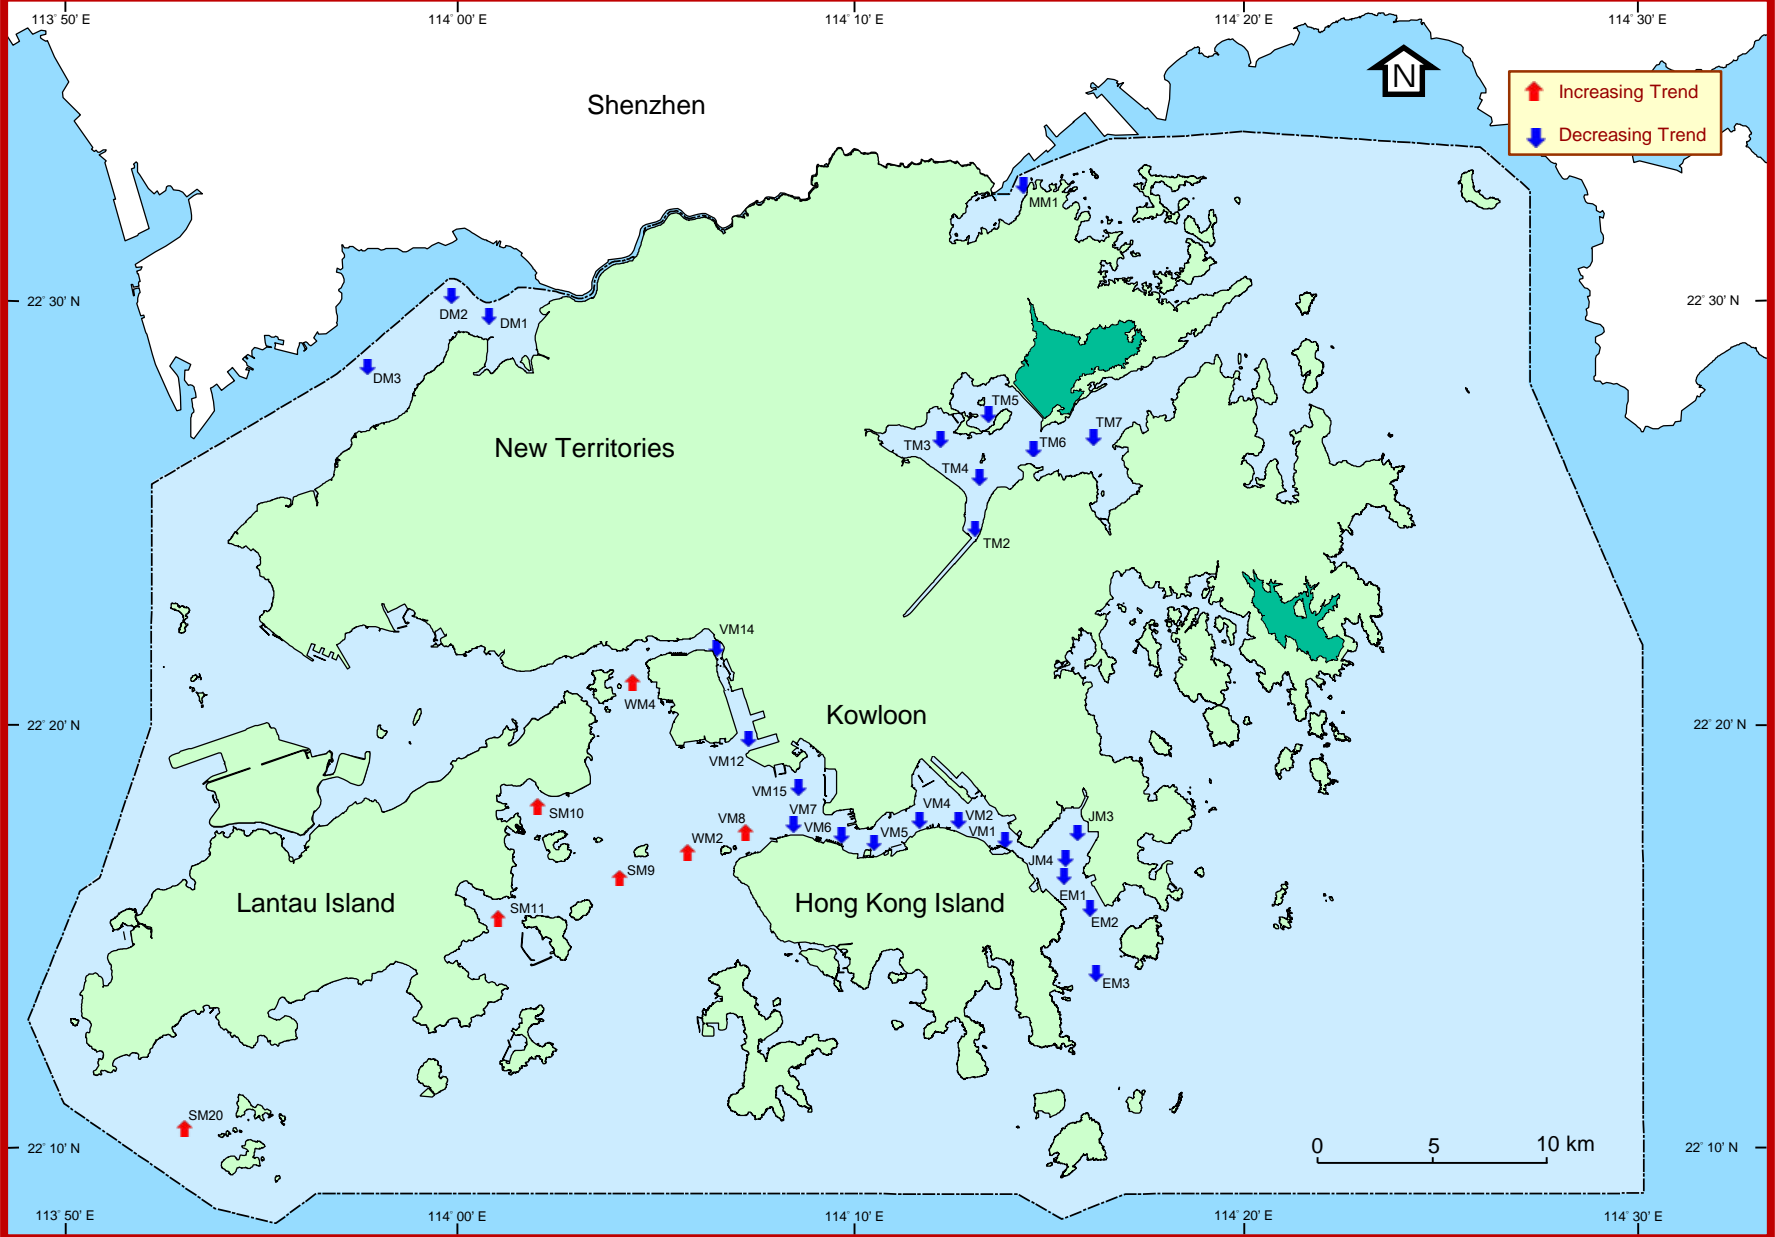 113° 50' E
114° 00' E
114° 10' E
114° 20' E
114° 30' E
N
Increasing Trend
Decreasing Trend
Shenzhen
MM1
22° 30' N
22° 30' N
DM2
DM1
DM3
TM5
TM7
TM3
TM6
TM4
New Territories
TM2
VM14
WM4
Kowloon
22° 20' N
22° 20' N
VM12
VM15
SM10
VM7
VM4
VM8
VM6
VM5
VM2
VM1
JM3
WM2
JM4
SM9
EM1
Lantau Island
SM11
Hong Kong Island
EM2
EM3
SM20
22° 10' N
0
5
10 km
22° 10' N
113° 50' E
114° 00' E
114° 10' E
114° 20' E
114° 30' E